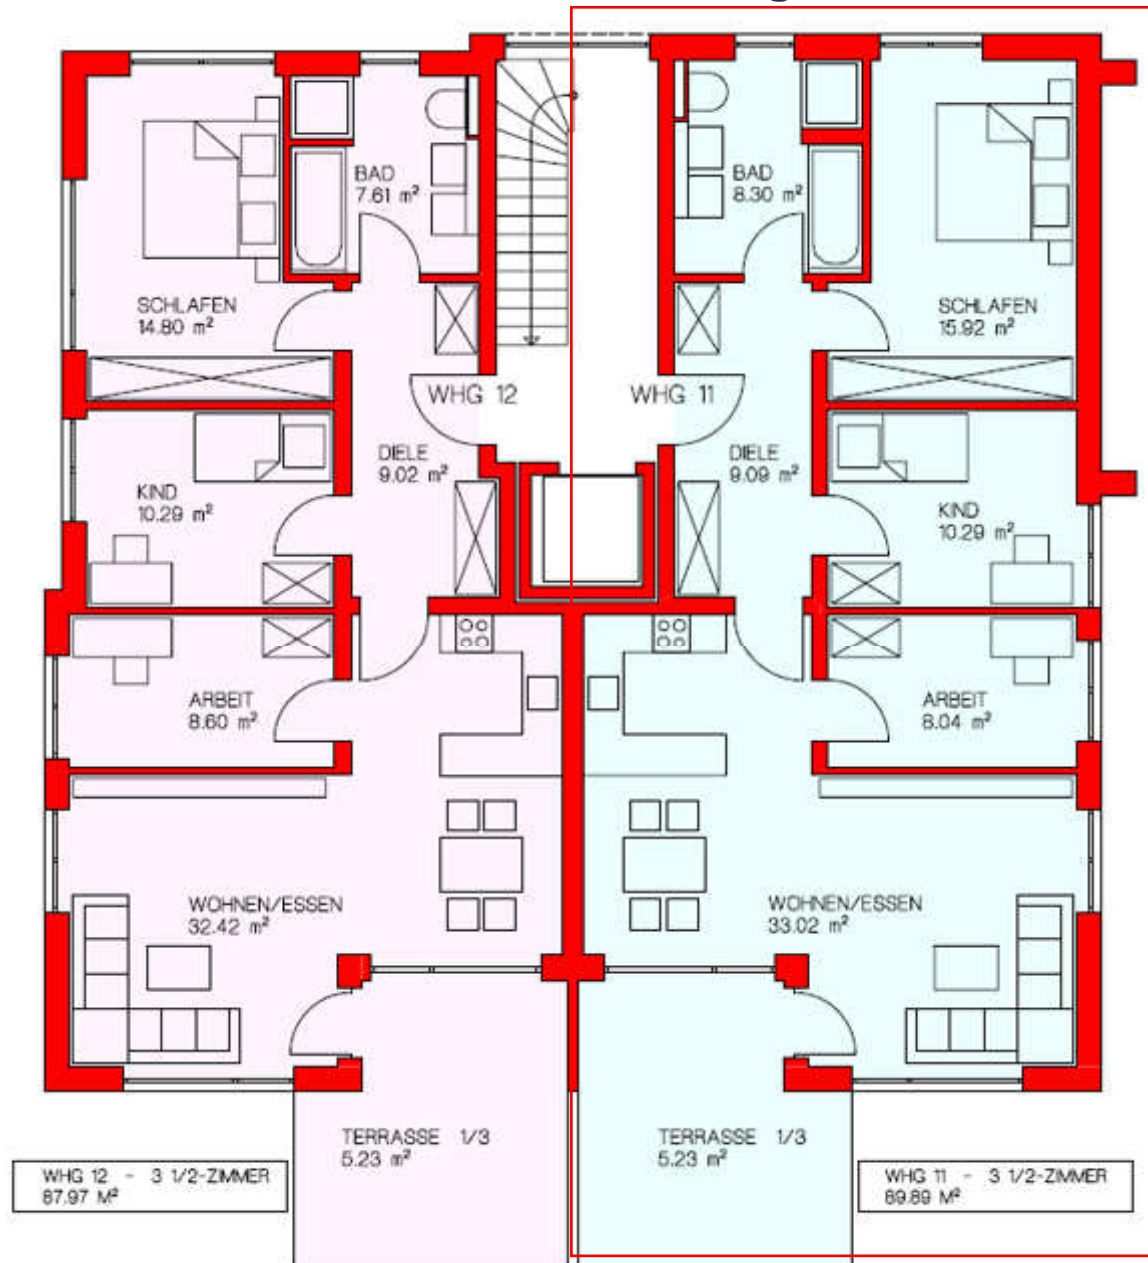 BAD
7.61 m²
BAD
8.30 m²
SCHLAFEN
14.80 m²
SCHLAFEN
15.92 m²
WHG 12
WHG 11
DIELE
9.02 m²
DIELE
9.09 m²
KIND
10.29 m²
KIND
10.29 m²
ARBEIT
8.60 m²
ARBEIT
8.04 m²
WOHNEN/ESSEN
32.42 m²
WOHNEN/ESSEN
33.02 m²
TERRASSE 1/3
5.23 m²
TERRASSE 1/3
5.23 m²
WHG 12 - 3 1/2-ZIMMER
87.97 M²
WHG 11 - 3 1/2-ZIMMER
89.89 M²